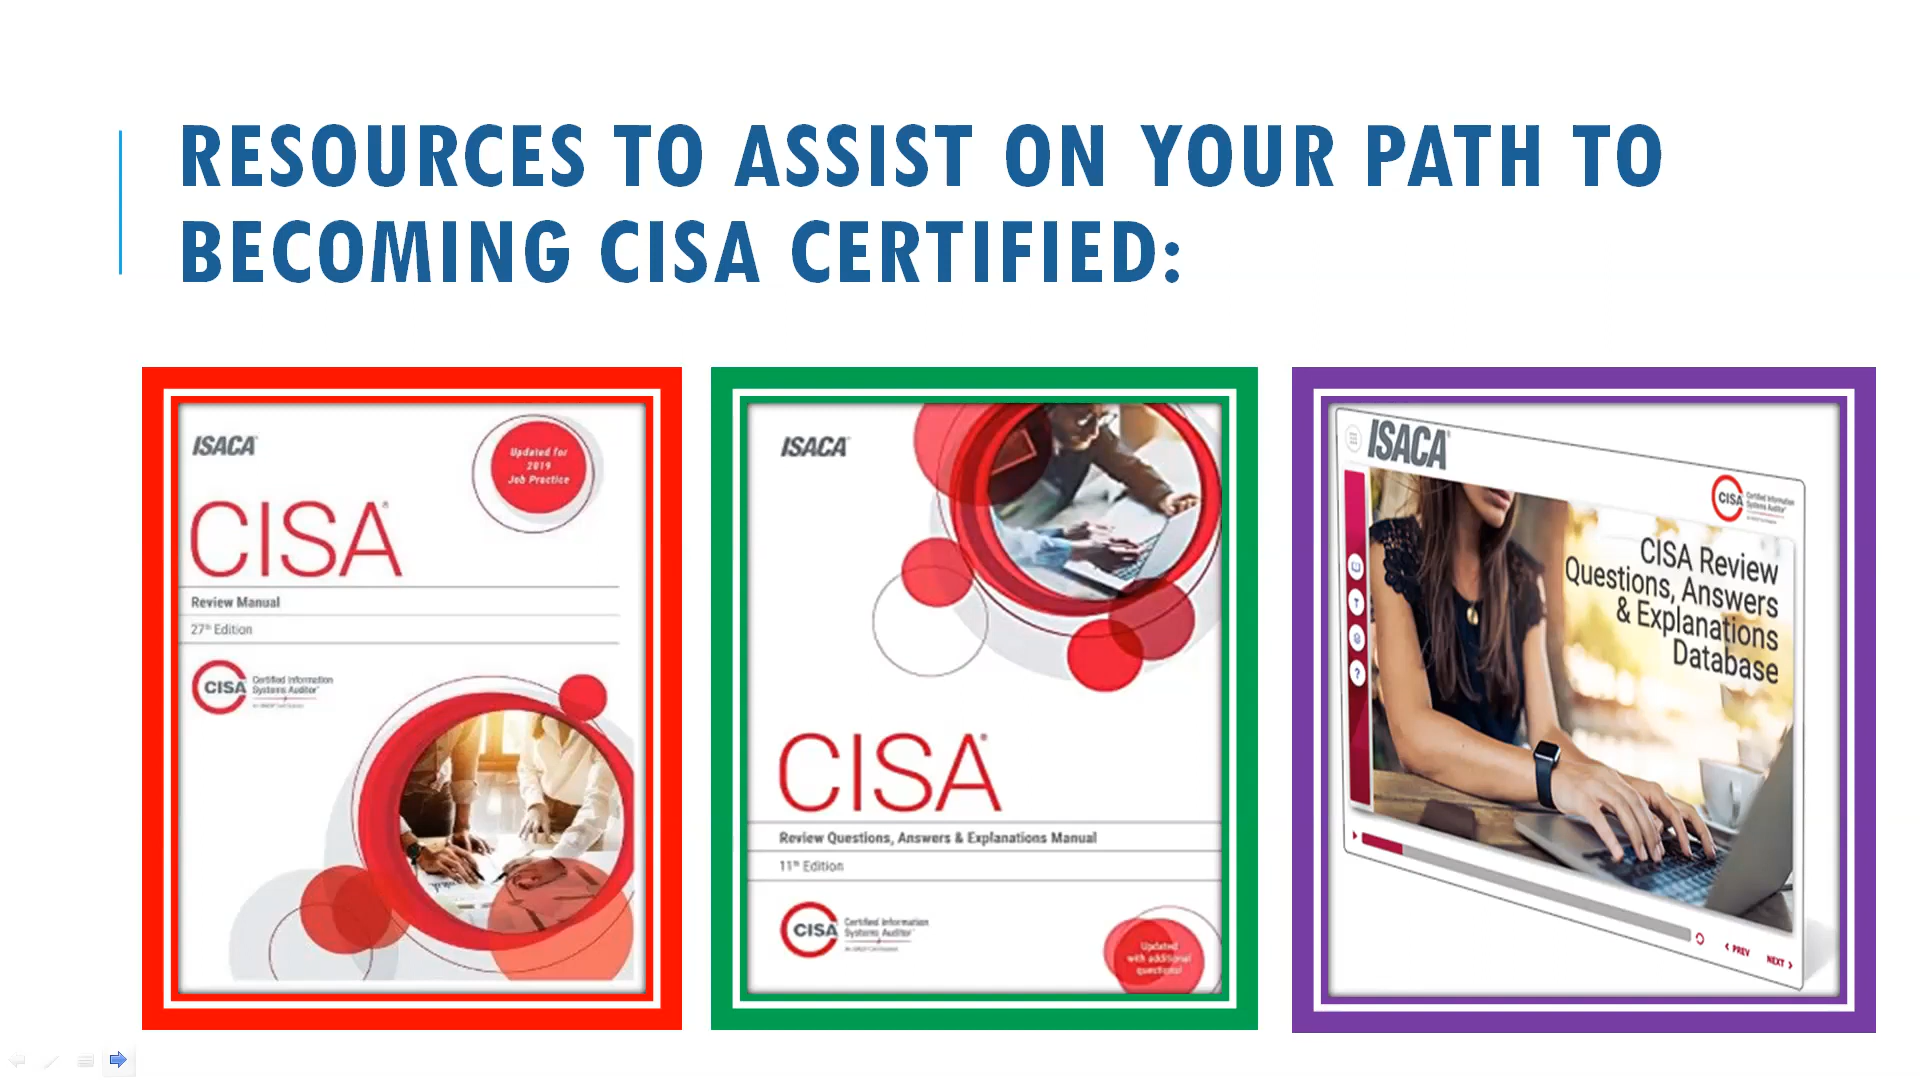 RESOURCES TO ASSIST ON YOUR PATH TO
BECOMING CISA CERTIFIED:
ISACA
Updated for
2019
Job Practice
CISA®
Review Manual
27th Edition
CISA
Certified Information
Systems Auditor
ISACA
CISA®
Review Questions, Answers & Explanations Manual
11th Edition
CISA
Certified Information
Systems Auditor
Updated
with additional
questions!
ISACA
CISA
Certified Information
Systems Auditor
CISA Review
Questions, Answers
& Explanations
Database
?
PREV
NEXT